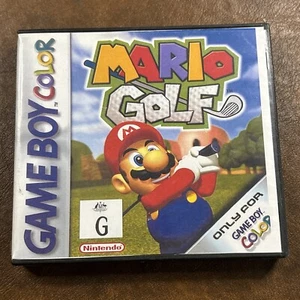 GAME BOY COLOR
MARIO
GOLF
G
Nintendo
ONLY FOR
GAME BOY
COLOR